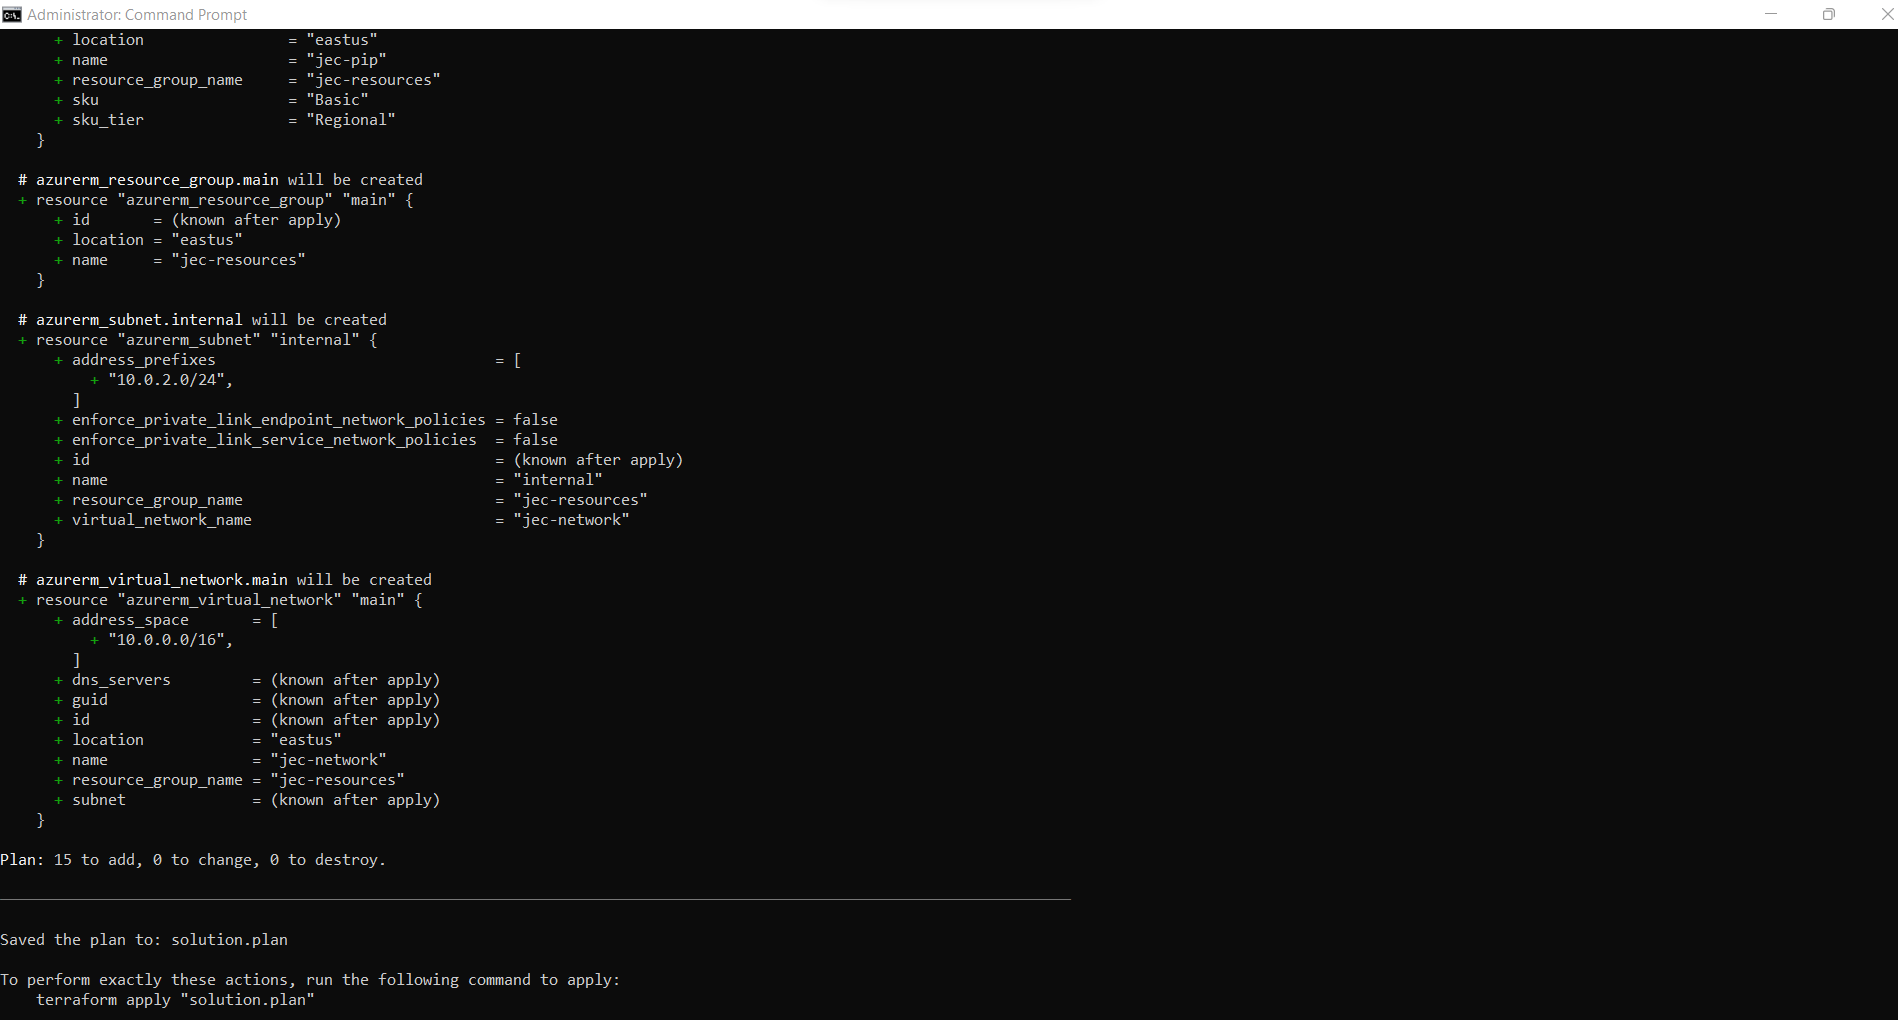 Administrator: Command Prompt
+ location = "eastus"
+ name = "jec-pip"
+ resource_group_name = "jec-resources"
+ sku = "Basic"
+ sku_tier = "Regional"
}
# azurerm_resource_group.main will be created
+ resource "azurerm_resource_group" "main" {
+ id = (known after apply)
+ location = "eastus"
+ name = "jec-resources"
}
# azurerm_subnet.internal will be created
+ resource "azurerm_subnet" "internal" {
+ address_prefixes = [
+ "10.0.2.0/24",
]
+ enforce_private_link_endpoint_network_policies = false
+ enforce_private_link_service_network_policies = false
+ id = (known after apply)
+ name = "internal"
+ resource_group_name = "jec-resources"
+ virtual_network_name = "jec-network"
}
# azurerm_virtual_network.main will be created
+ resource "azurerm_virtual_network" "main" {
+ address_space = [
+ "10.0.0.0/16",
]
+ dns_servers = (known after apply)
+ guid = (known after apply)
+ id = (known after apply)
+ location = "eastus"
+ name = "jec-network"
+ resource_group_name = "jec-resources"
+ subnet = (known after apply)
}
Plan: 15 to add, 0 to change, 0 to destroy.
Saved the plan to: solution.plan
To perform exactly these actions, run the following command to apply:
terraform apply "solution.plan"